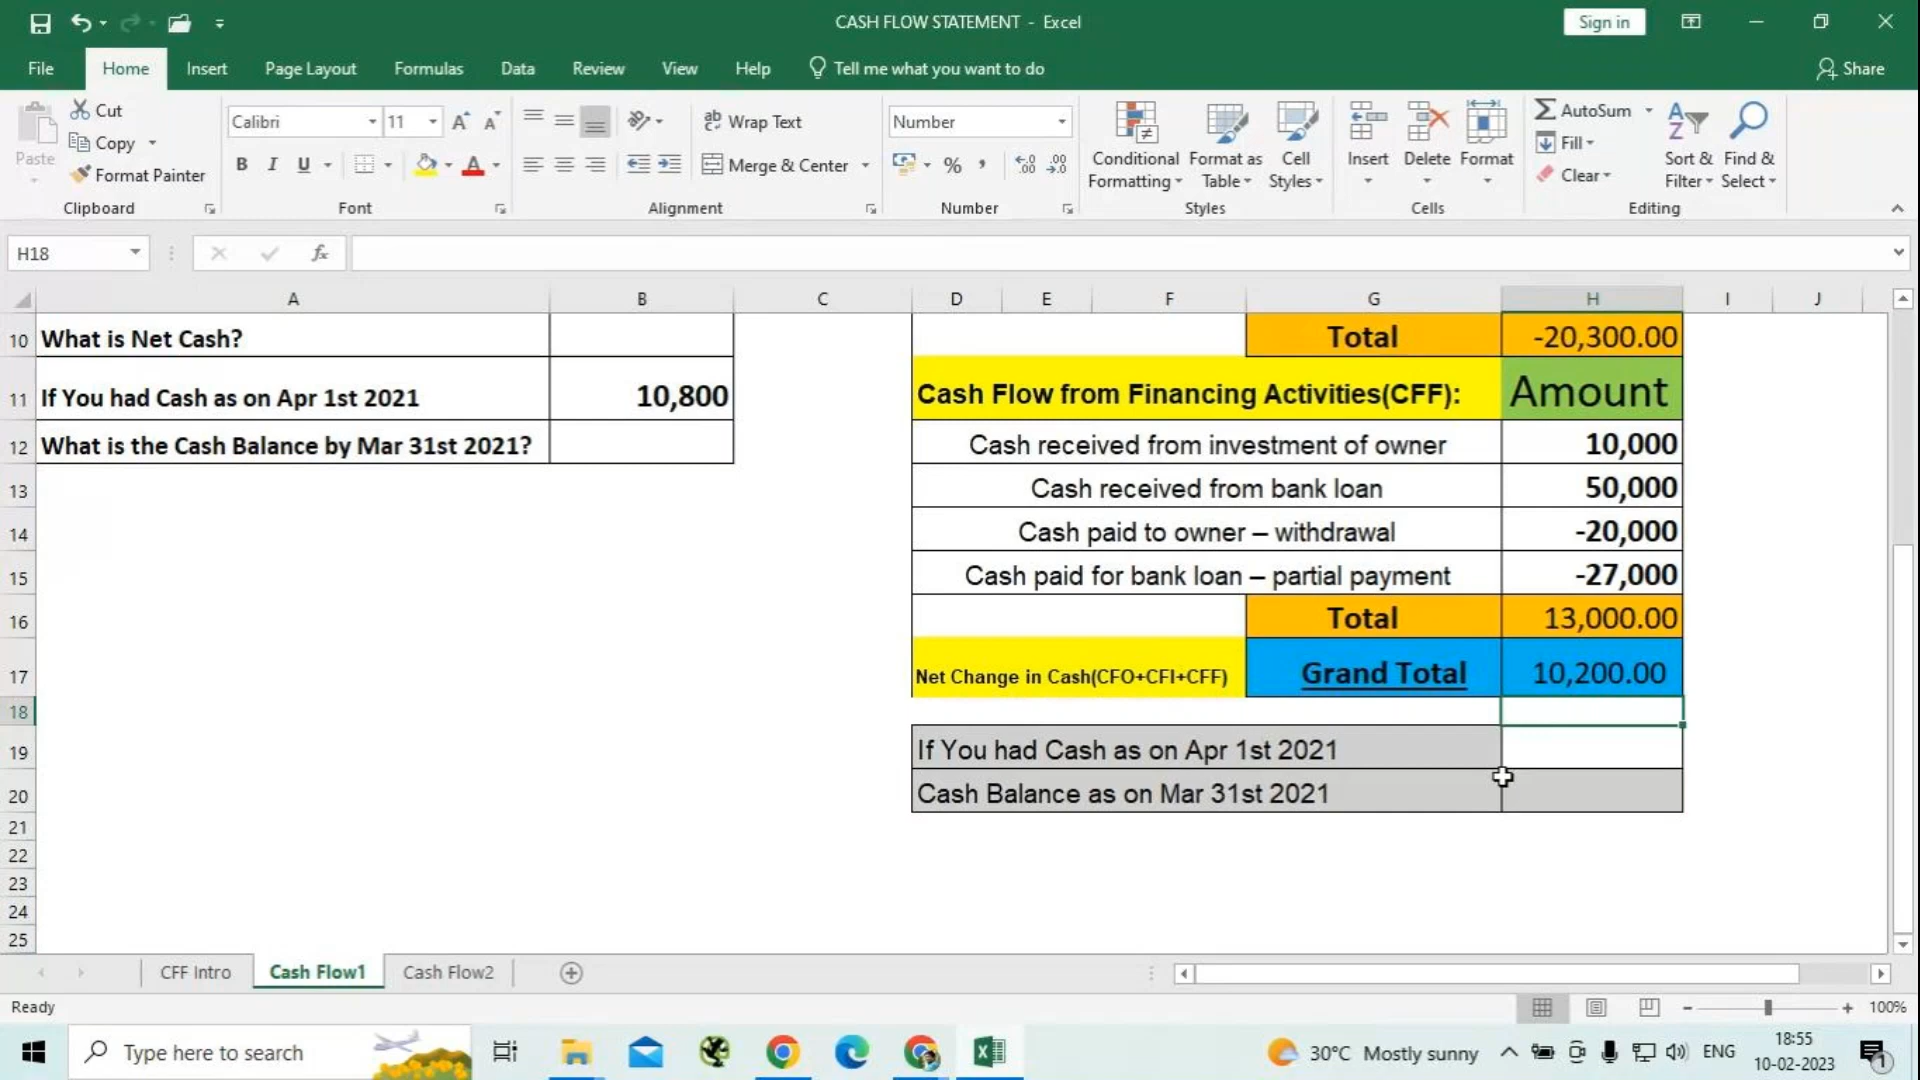 CASH FLOW STATEMENT - Excel
Sign in
File Home Insert Page Layout Formulas Data Review View Help Tell me what you want to do Share
Paste
Cut
Copy
Format Painter
Clipboard
Calibri 11
B I U
Font
Wrap Text
Merge & Center
Alignment
Number
%
Number
Conditional Formatting
Format as Table
Cell Styles
Styles
Insert
Delete
Format
Cells
AutoSum
Fill
Clear
Sort & Filter
Find & Select
Editing
H18
fx
A B C D E F G H I J
10 What is Net Cash? Total -20,300.00
11 If You had Cash as on Apr 1st 2021 10,800 Cash Flow from Financing Activities(CFF): Amount
12 What is the Cash Balance by Mar 31st 2021? Cash received from investment of owner 10,000
13 Cash received from bank loan 50,000
14 Cash paid to owner – withdrawal -20,000
15 Cash paid for bank loan – partial payment -27,000
16 Total 13,000.00
17 Net Change in Cash(CFO+CFI+CFF) Grand Total 10,200.00
18
19 If You had Cash as on Apr 1st 2021
20 Cash Balance as on Mar 31st 2021
21
22
23
24
25
CFF Intro Cash Flow1 Cash Flow2
Ready
100%
Type here to search
30°C Mostly sunny
ENG
18:55
10-02-2023
1